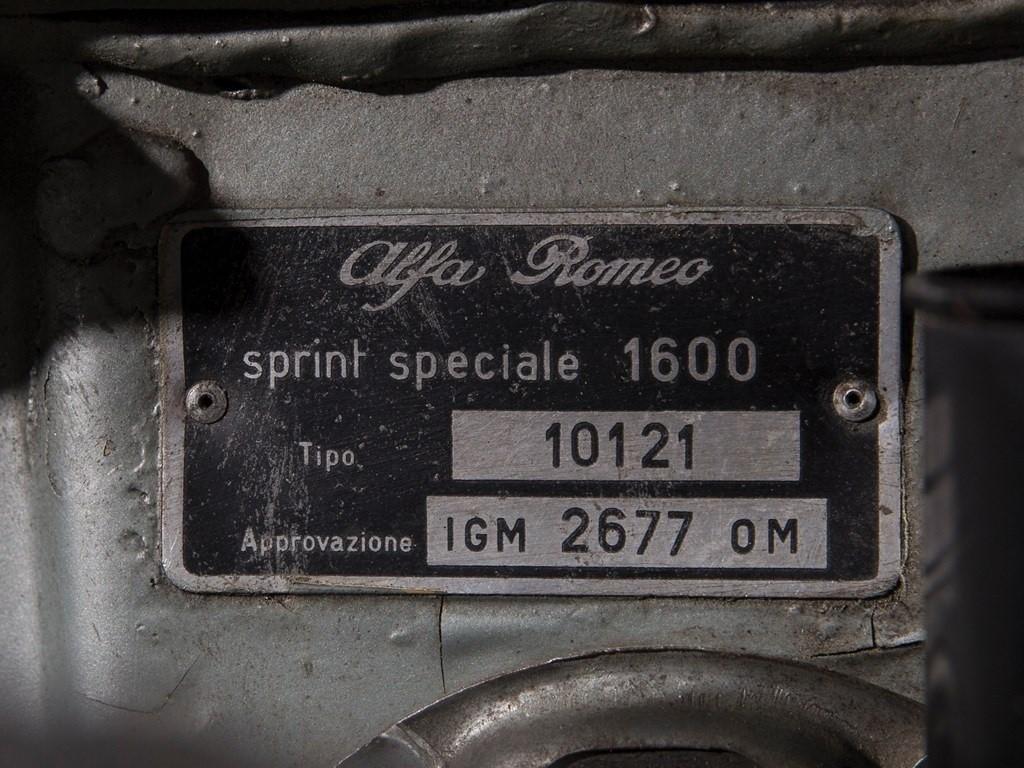 Alfa Romeo
sprint speciale 1600
Tipo 10121
Approvazione IGM 2677 OM